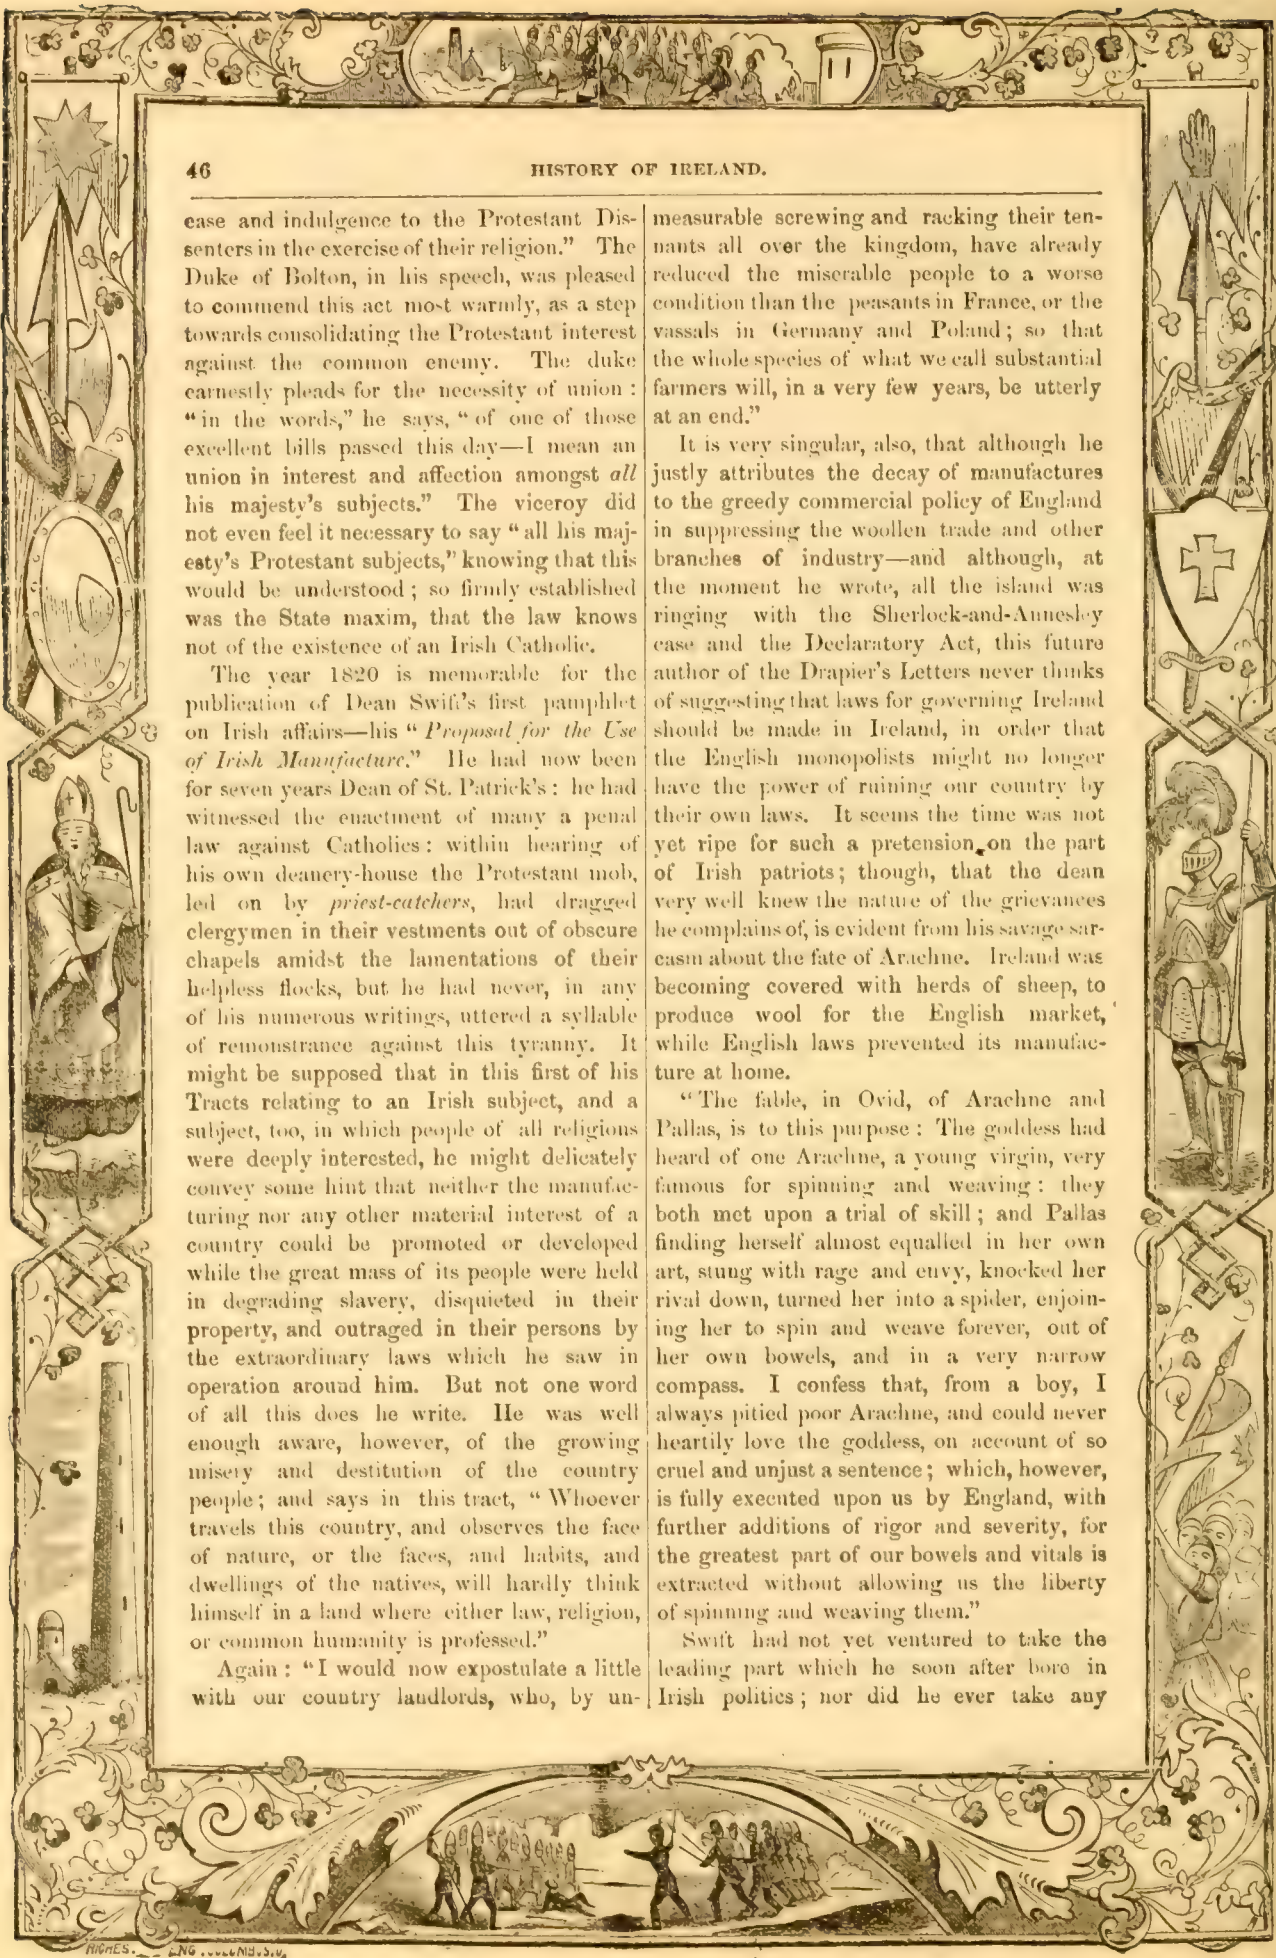 46
HISTORY OF IRELAND.
ease and indulgence to the Protestant Dis-
senters in the exercise of their religion.” The
Duke of Bolton, in his speech, was pleased
to commend this act most warmly, as a step
towards consolidating the Protestant interest
against the common enemy. The duke
earnestly pleads for the necessity of union :
“in the words,” he says, “of one of those
excellent bills passed this day—I mean an
union in interest and affection amongst all
his majesty's subjects.” The viceroy did
not even feel it necessary to say “all his maj-
esty's Protestant subjects,” knowing that this
would be understood ; so firmly established
was the State maxim, that the law knows
not of the existence of an Irish Catholic.
The year 1820 is memorable for the
publication of Dean Swift's first pamphlet
on Irish affairs—his “Proposal for the Use
of Irish Manufacture.” He had now been
for seven years Dean of St. Patrick's : he had
witnessed the enactment of many a penal
law against Catholics : within hearing of
his own deanery-house the Protestant mob,
led on by priest-catchers, had dragged
clergymen in their vestments out of obscure
chapels amidst the lamentations of their
helpless flocks, but he had never, in any
of his numerous writings, uttered a syllable
of remonstrance against this tyranny. It
might be supposed that in this first of his
Tracts relating to an Irish subject, and a
subject, too, in which people of all religions
were deeply interested, he might delicately
convey some hint that neither the manufac-
turing nor any other material interest of a
country could be promoted or developed
while the great mass of its people were held
in degrading slavery, disquieted in their
property, and outraged in their persons by
the extraordinary laws which he saw in
operation around him. But not one word
of all this does he write. He was well
enough aware, however, of the growing
misery and destitution of the country
people ; and says in this tract, “Whoever
travels this country, and observes the face
of nature, or the faces, and habits, and
dwellings of the natives, will hardly think
himself in a land where either law, religion,
or common humanity is professed.”
Again : “I would now expostulate a little
with our country landlords, who, by un-
measurable screwing and racking their ten-
nants all over the kingdom, have already
reduced the miserable people to a worse
condition than the peasants in France, or the
vassals in Germany and Poland ; so that
the whole species of what we call substantial
farmers will, in a very few years, be utterly
at an end.”
It is very singular, also, that although he
justly attributes the decay of manufactures
to the greedy commercial policy of England
in suppressing the woollen trade and other
branches of industry—and although, at
the moment he wrote, all the island was
ringing with the Sherlock-and-Annesley
case and the Declaratory Act, this future
author of the Drapier's Letters never thinks
of suggesting that laws for governing Ireland
should be made in Ireland, in order that
the English monopolists might no longer
have the power of ruining our country by
their own laws. It seems the time was not
yet ripe for such a pretension, on the part
of Irish patriots ; though, that the dean
very well knew the nature of the grievances
he complains of, is evident from his savage sar-
casm about the fate of Arachne. Ireland was
becoming covered with herds of sheep, to
produce wool for the English market,
while English laws prevented its manufac-
ture at home.
“The fable, in Ovid, of Arachne and
Pallas, is to this purpose : The goddess had
heard of one Arachne, a young virgin, very
famous for spinning and weaving : they
both met upon a trial of skill ; and Pallas
finding herself almost equalled in her own
art, stung with rage and envy, knocked her
rival down, turned her into a spider, enjoin-
ing her to spin and weave forever, out of
her own bowels, and in a very narrow
compass. I confess that, from a boy, I
always pitied poor Arachne, and could never
heartily love the goddess, on account of so
cruel and unjust a sentence ; which, however,
is fully executed upon us by England, with
further additions of rigor and severity, for
the greatest part of our bowels and vitals is
extracted without allowing us the liberty
of spinning and weaving them.”
Swift had not yet ventured to take the
leading part which he soon after bore in
Irish politics ; nor did he ever take any